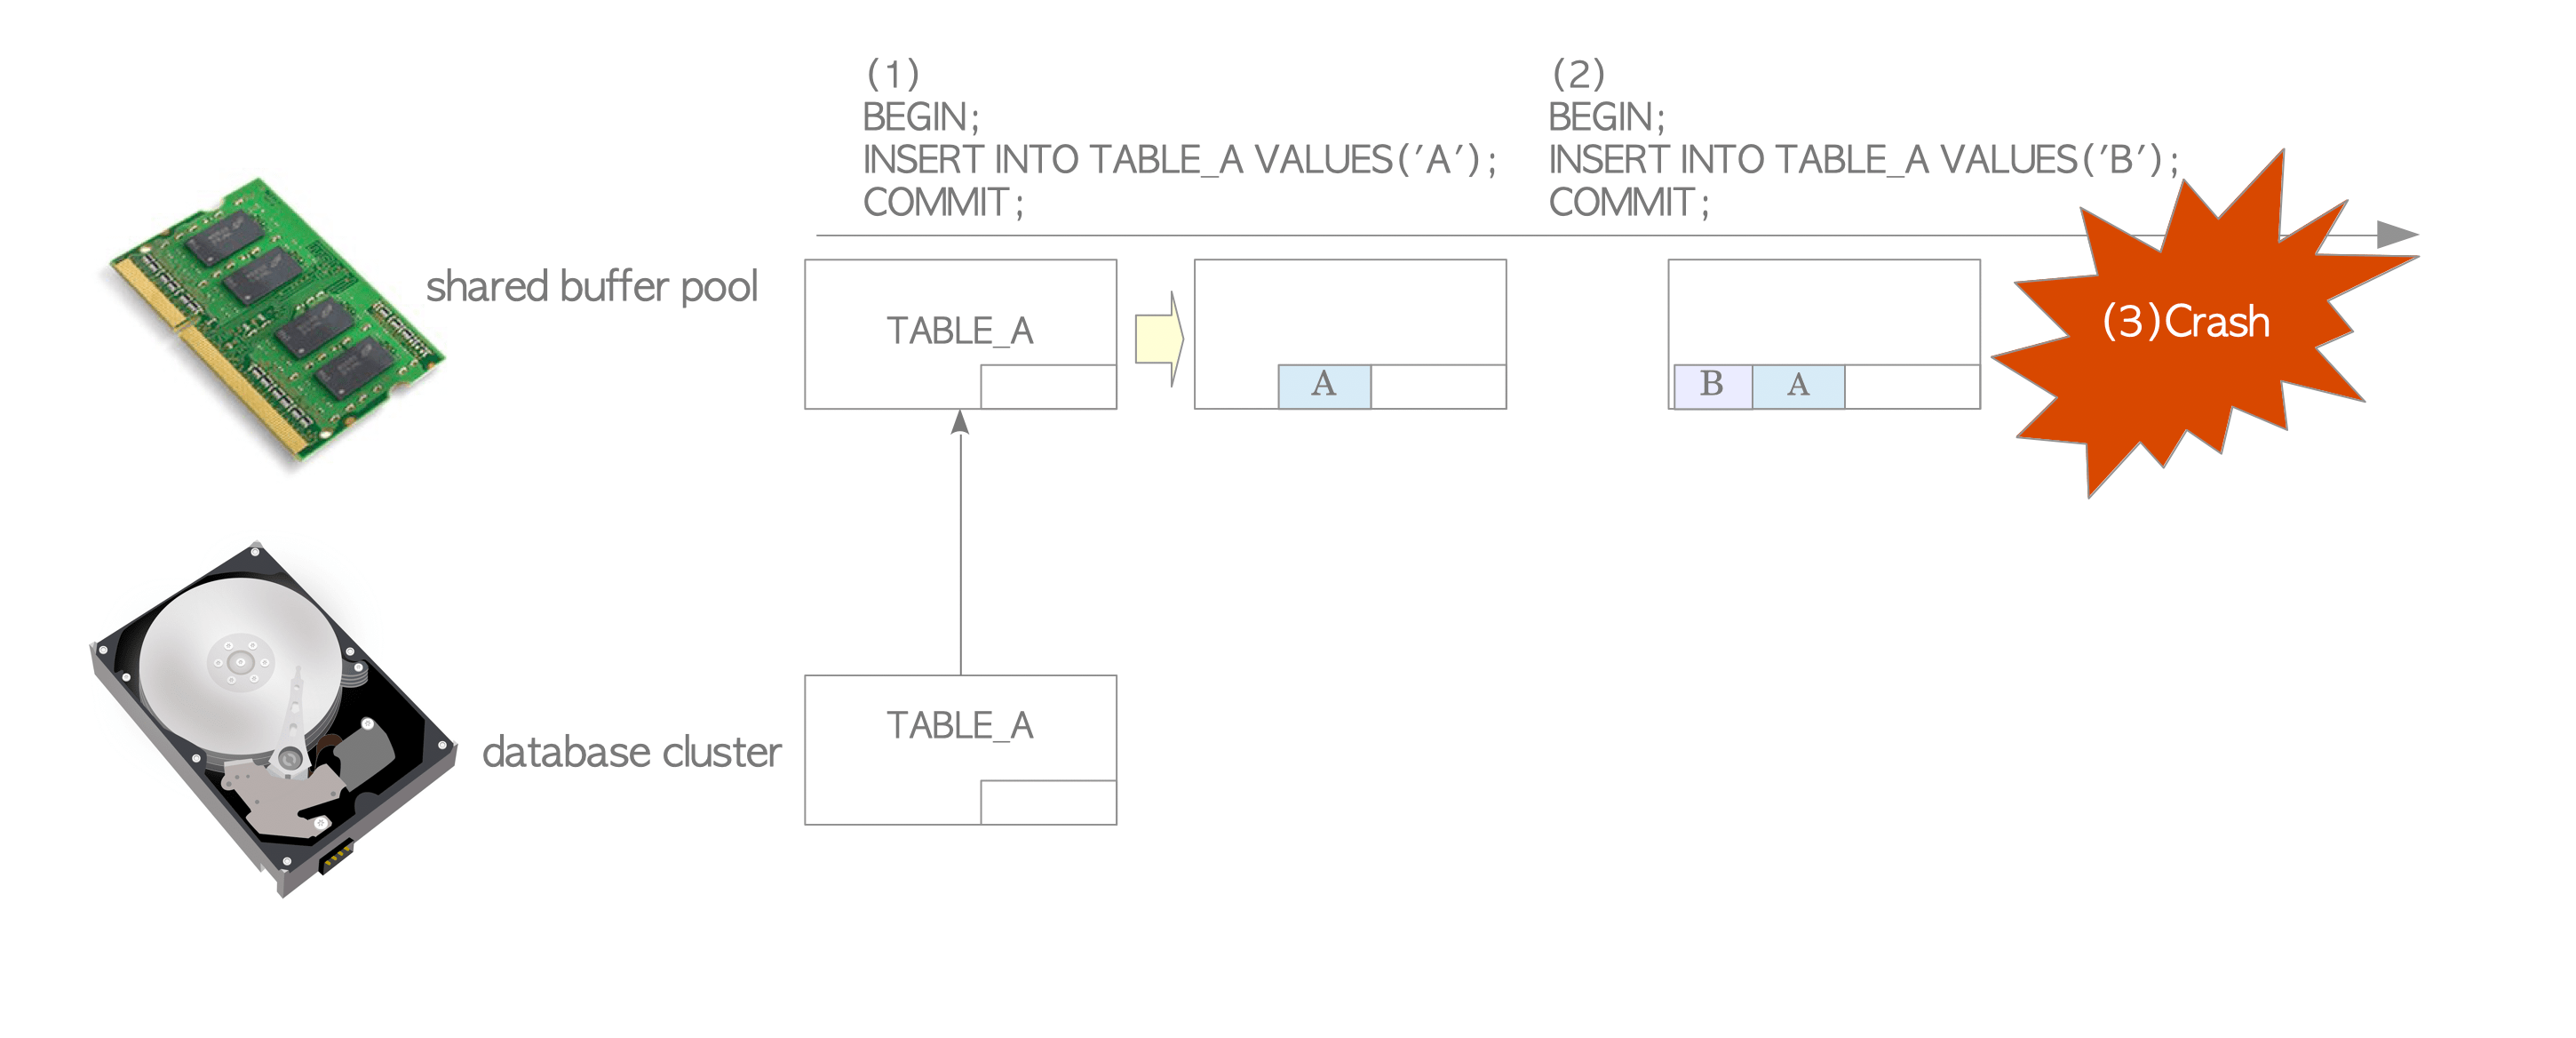 (1)
BEGIN;
INSERT INTO TABLE_A VALUES('A');
COMMIT;
(2)
BEGIN;
INSERT INTO TABLE_A VALUES('B');
COMMIT;
shared buffer pool
TABLE_A
A
B
A
(3)Crash
database cluster
TABLE_A